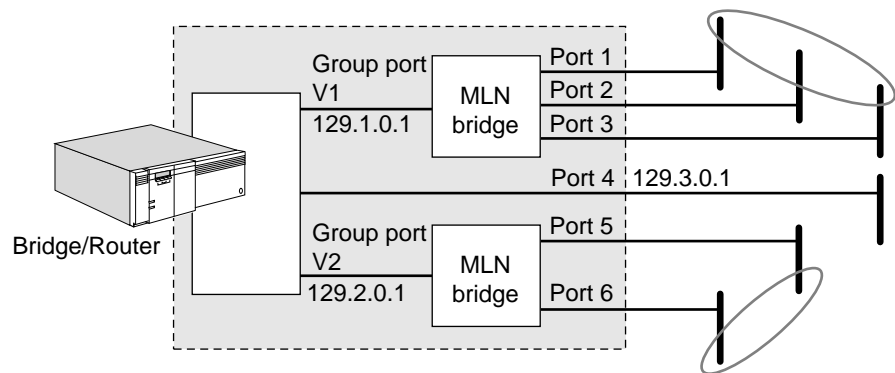 Group port
V1
129.1.0.1
MLN
bridge
Port 1
Port 2
Port 3
Port 4
129.3.0.1
Bridge/Router
Group port
V2
129.2.0.1
MLN
bridge
Port 5
Port 6